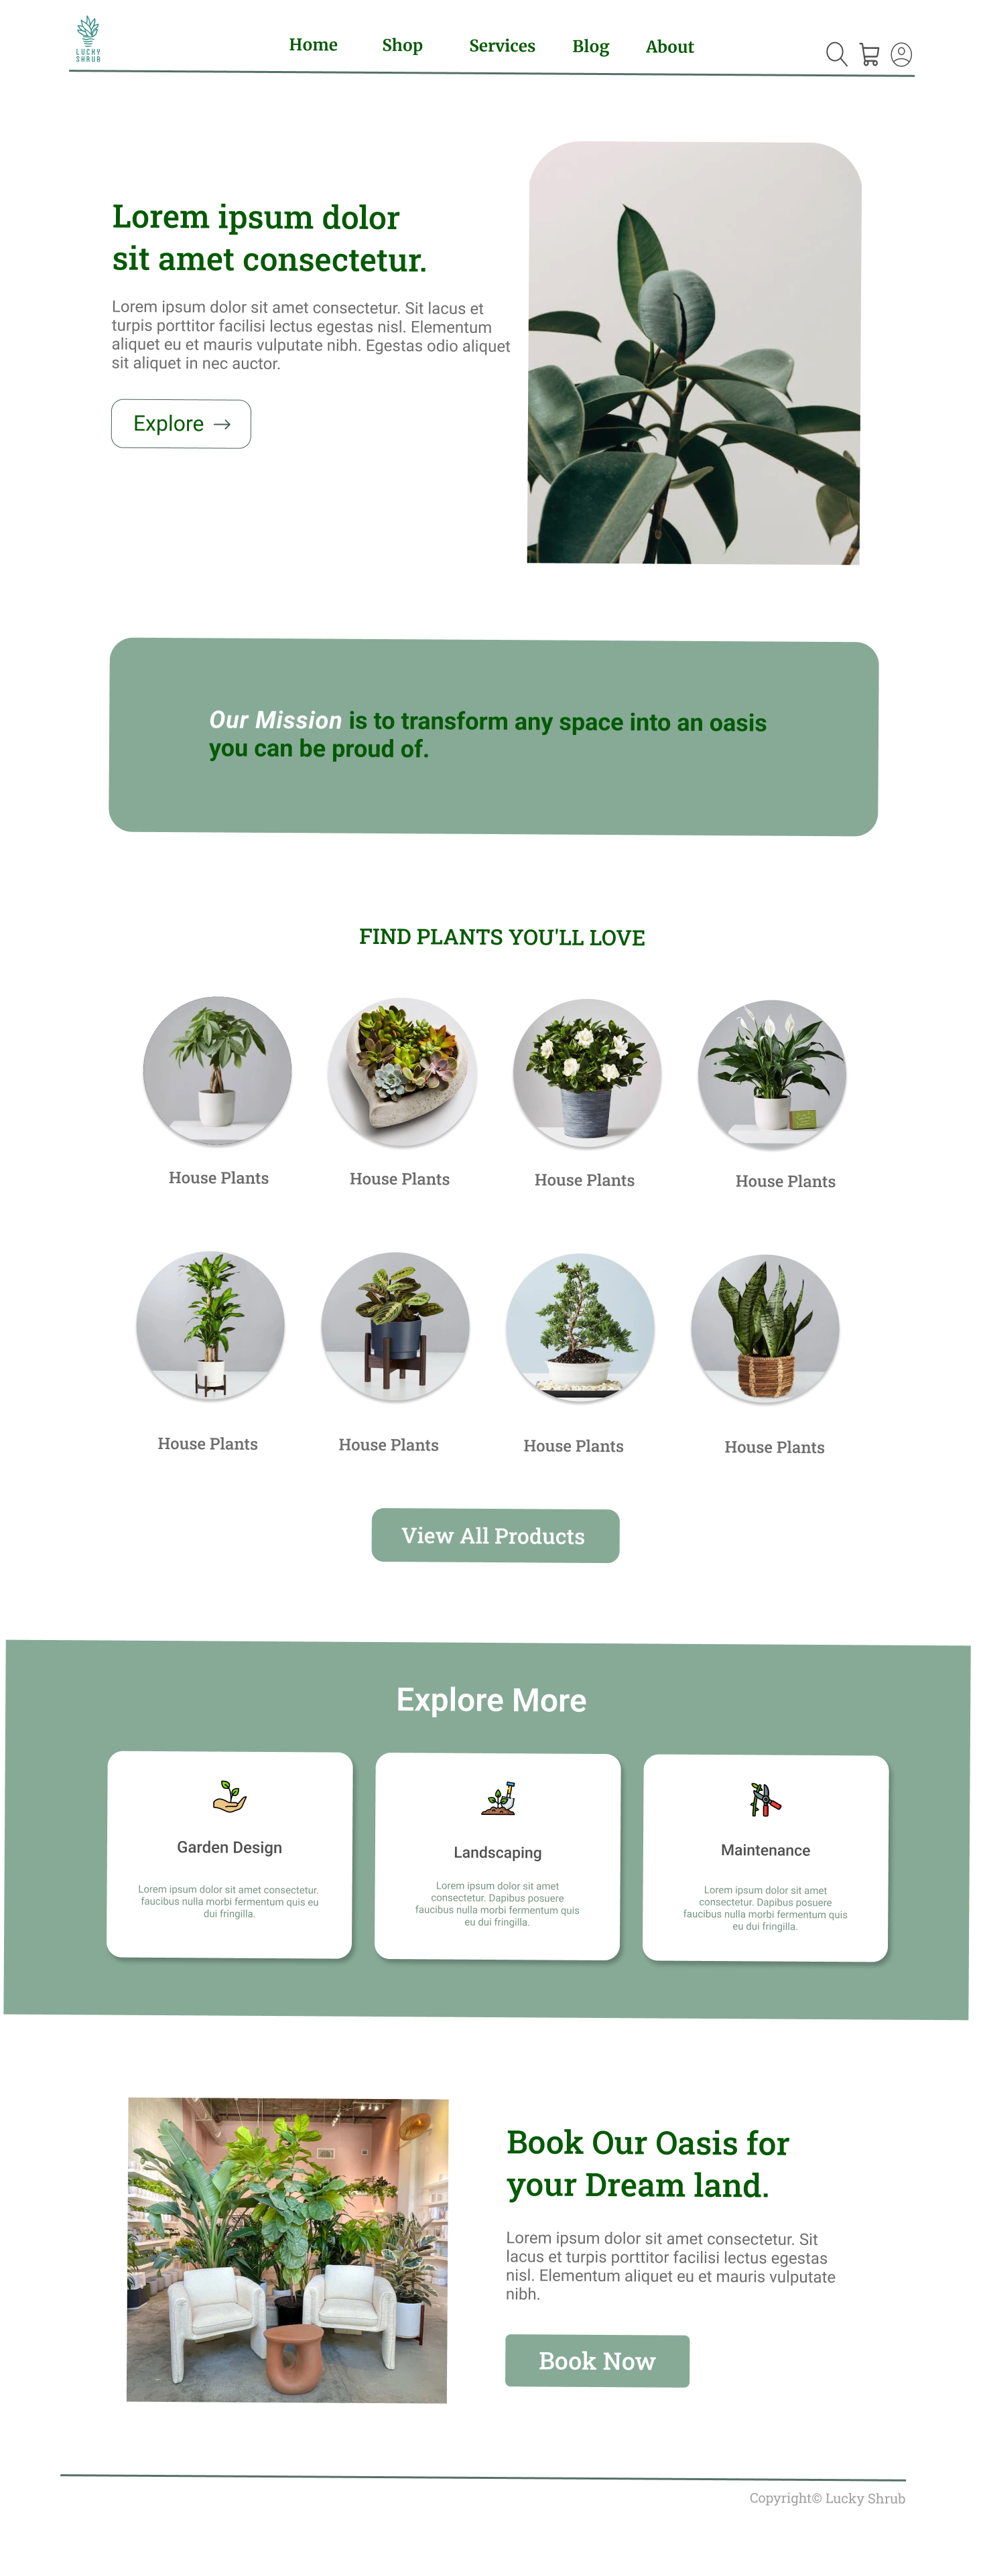 LUCKY
SHRUB
Home Shop Services Blog About
Lorem ipsum dolor
sit amet consectetur.
Lorem ipsum dolor sit amet consectetur. Sit lacus et
turpis porttitor facilisi lectus egestas nisl. Elementum
aliquet eu et mauris vulputate nibh. Egestas odio aliquet
sit aliquet in nec auctor.
Explore →
Our Mission is to transform any space into an oasis
you can be proud of.
FIND PLANTS YOU'LL LOVE
House Plants
House Plants
House Plants
House Plants
House Plants
House Plants
House Plants
House Plants
View All Products
Explore More
Garden Design
Lorem ipsum dolor sit amet consectetur.
faucibus nulla morbi fermentum quis eu
dui fringilla.
Landscaping
Lorem ipsum dolor sit amet
consectetur. Dapibus posuere
faucibus nulla morbi fermentum quis
eu dui fringilla.
Maintenance
Lorem ipsum dolor sit amet
consectetur. Dapibus posuere
faucibus nulla morbi fermentum quis
eu dui fringilla.
Book Our Oasis for
your Dream land.
Lorem ipsum dolor sit amet consectetur. Sit
lacus et turpis porttitor facilisi lectus egestas
nisl. Elementum aliquet eu et mauris vulputate
nibh.
Book Now
Copyright© Lucky Shrub